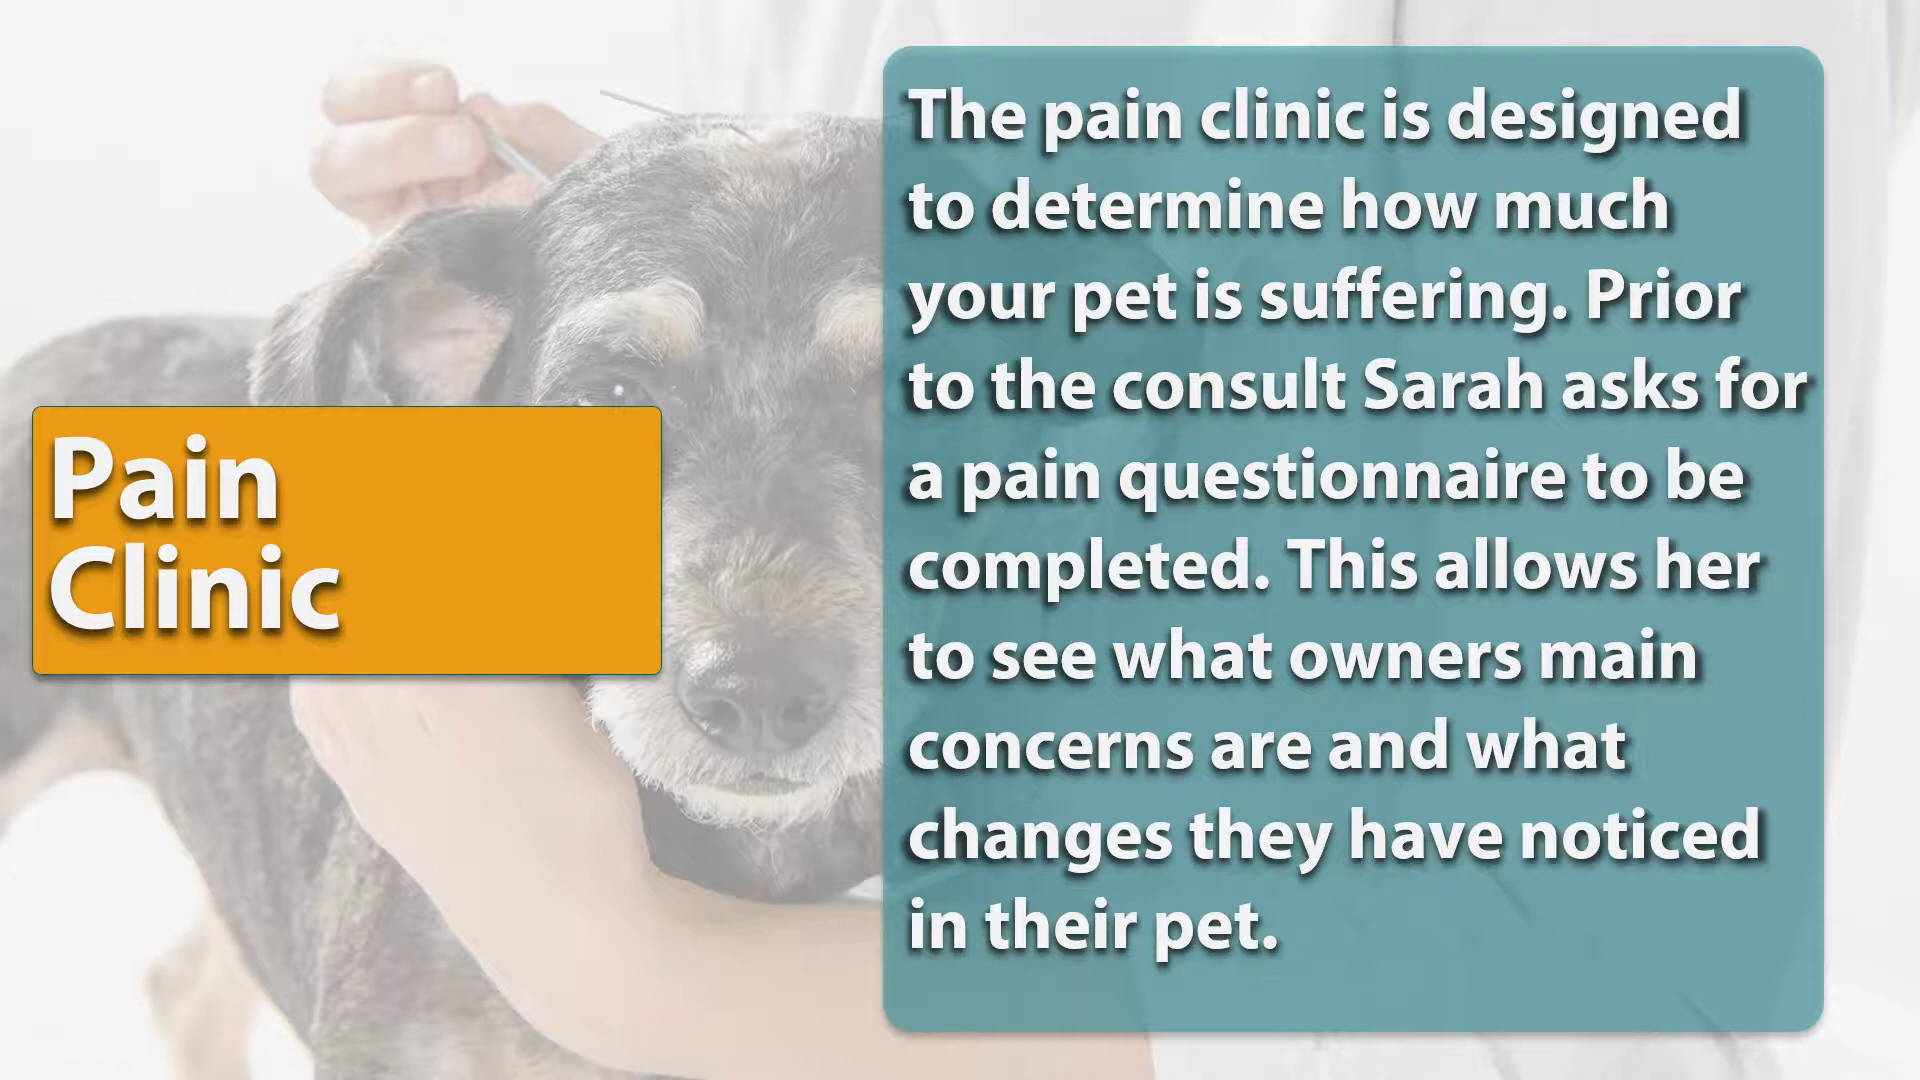 Pain
Clinic
The pain clinic is designed
to determine how much
your pet is suffering. Prior
to the consult Sarah asks for
a pain questionnaire to be
completed. This allows her
to see what owners main
concerns are and what
changes they have noticed
in their pet.